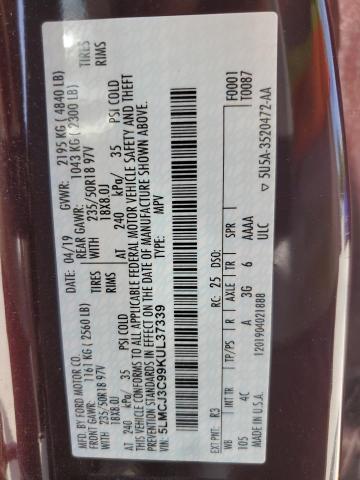 MFD. BY FORD MOTOR CO.
04/19
GVWR: 2195 KG ( 4840 LB)
FRONT GAWR: 1161 KG ( 2560 LB)
REAR GAWR: 1043 KG ( 2300 LB)
235/50R18 97V TIRES
235/50R18 97V TIRES
WITH 18X8.0J RIMS
WITH 18X8.0J RIMS
AT 240 kPa/ 35 PSI COLD
AT 240 kPa/ 35 PSI COLD
THIS VEHICLE CONFORMS TO ALL APPLICABLE FEDERAL MOTOR VEHICLE SAFETY AND THEFT
PREVENTION STANDARDS IN EFFECT ON THE DATE OF MANUFACTURE SHOWN ABOVE.
VIN: 5LMCJ3C99KUL37339
TYPE: MPV
F0001
T0087
EXT PNT: R3 RC: 25 DSO:
WB INT TR TP/PS R AXLE TR SPR
105 4C A 3G 6 AAAA
ULC
MADE IN U.S.A. 1201904021888
▽ 5U5A-3520472-AA